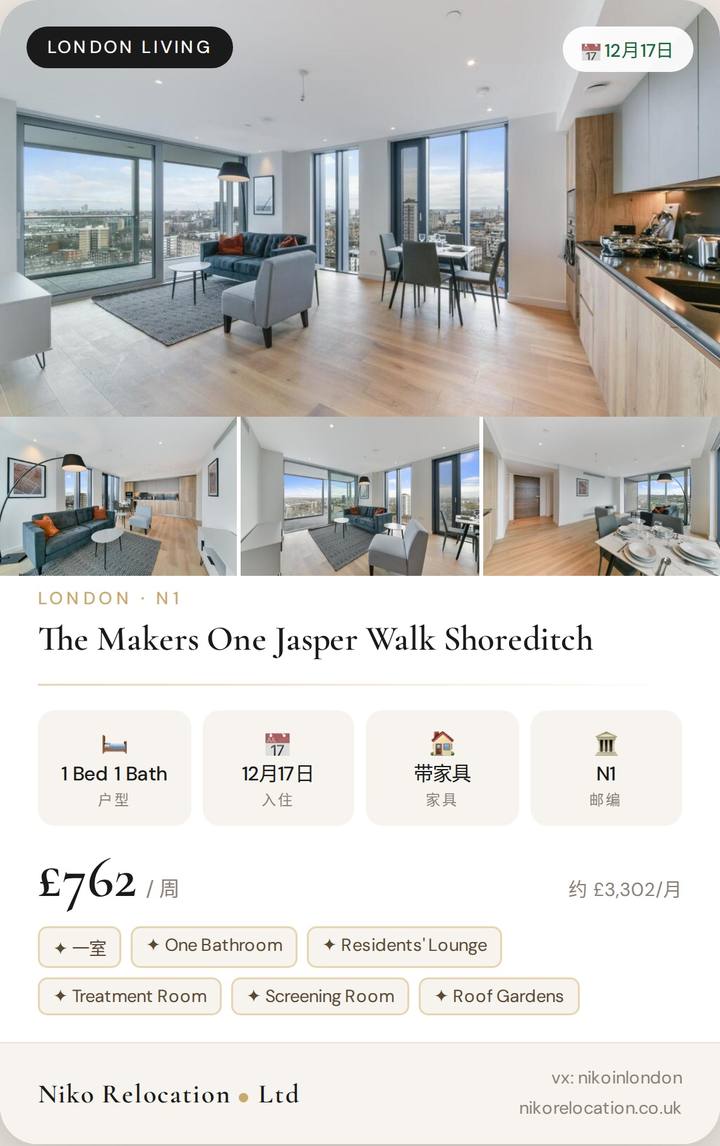 LONDON LIVING
12月17日
LONDON · N1
The Makers One Jasper Walk Shoreditch
1 Bed 1 Bath
户型
12月17日
入住
带家具
家具
N1
邮编
£762 / 周
约 £3,302/月
✦ 一室
✦ One Bathroom
✦ Residents' Lounge
✦ Treatment Room
✦ Screening Room
✦ Roof Gardens
Niko Relocation • Ltd
vx: nikoinlondon
nikorelocation.co.uk